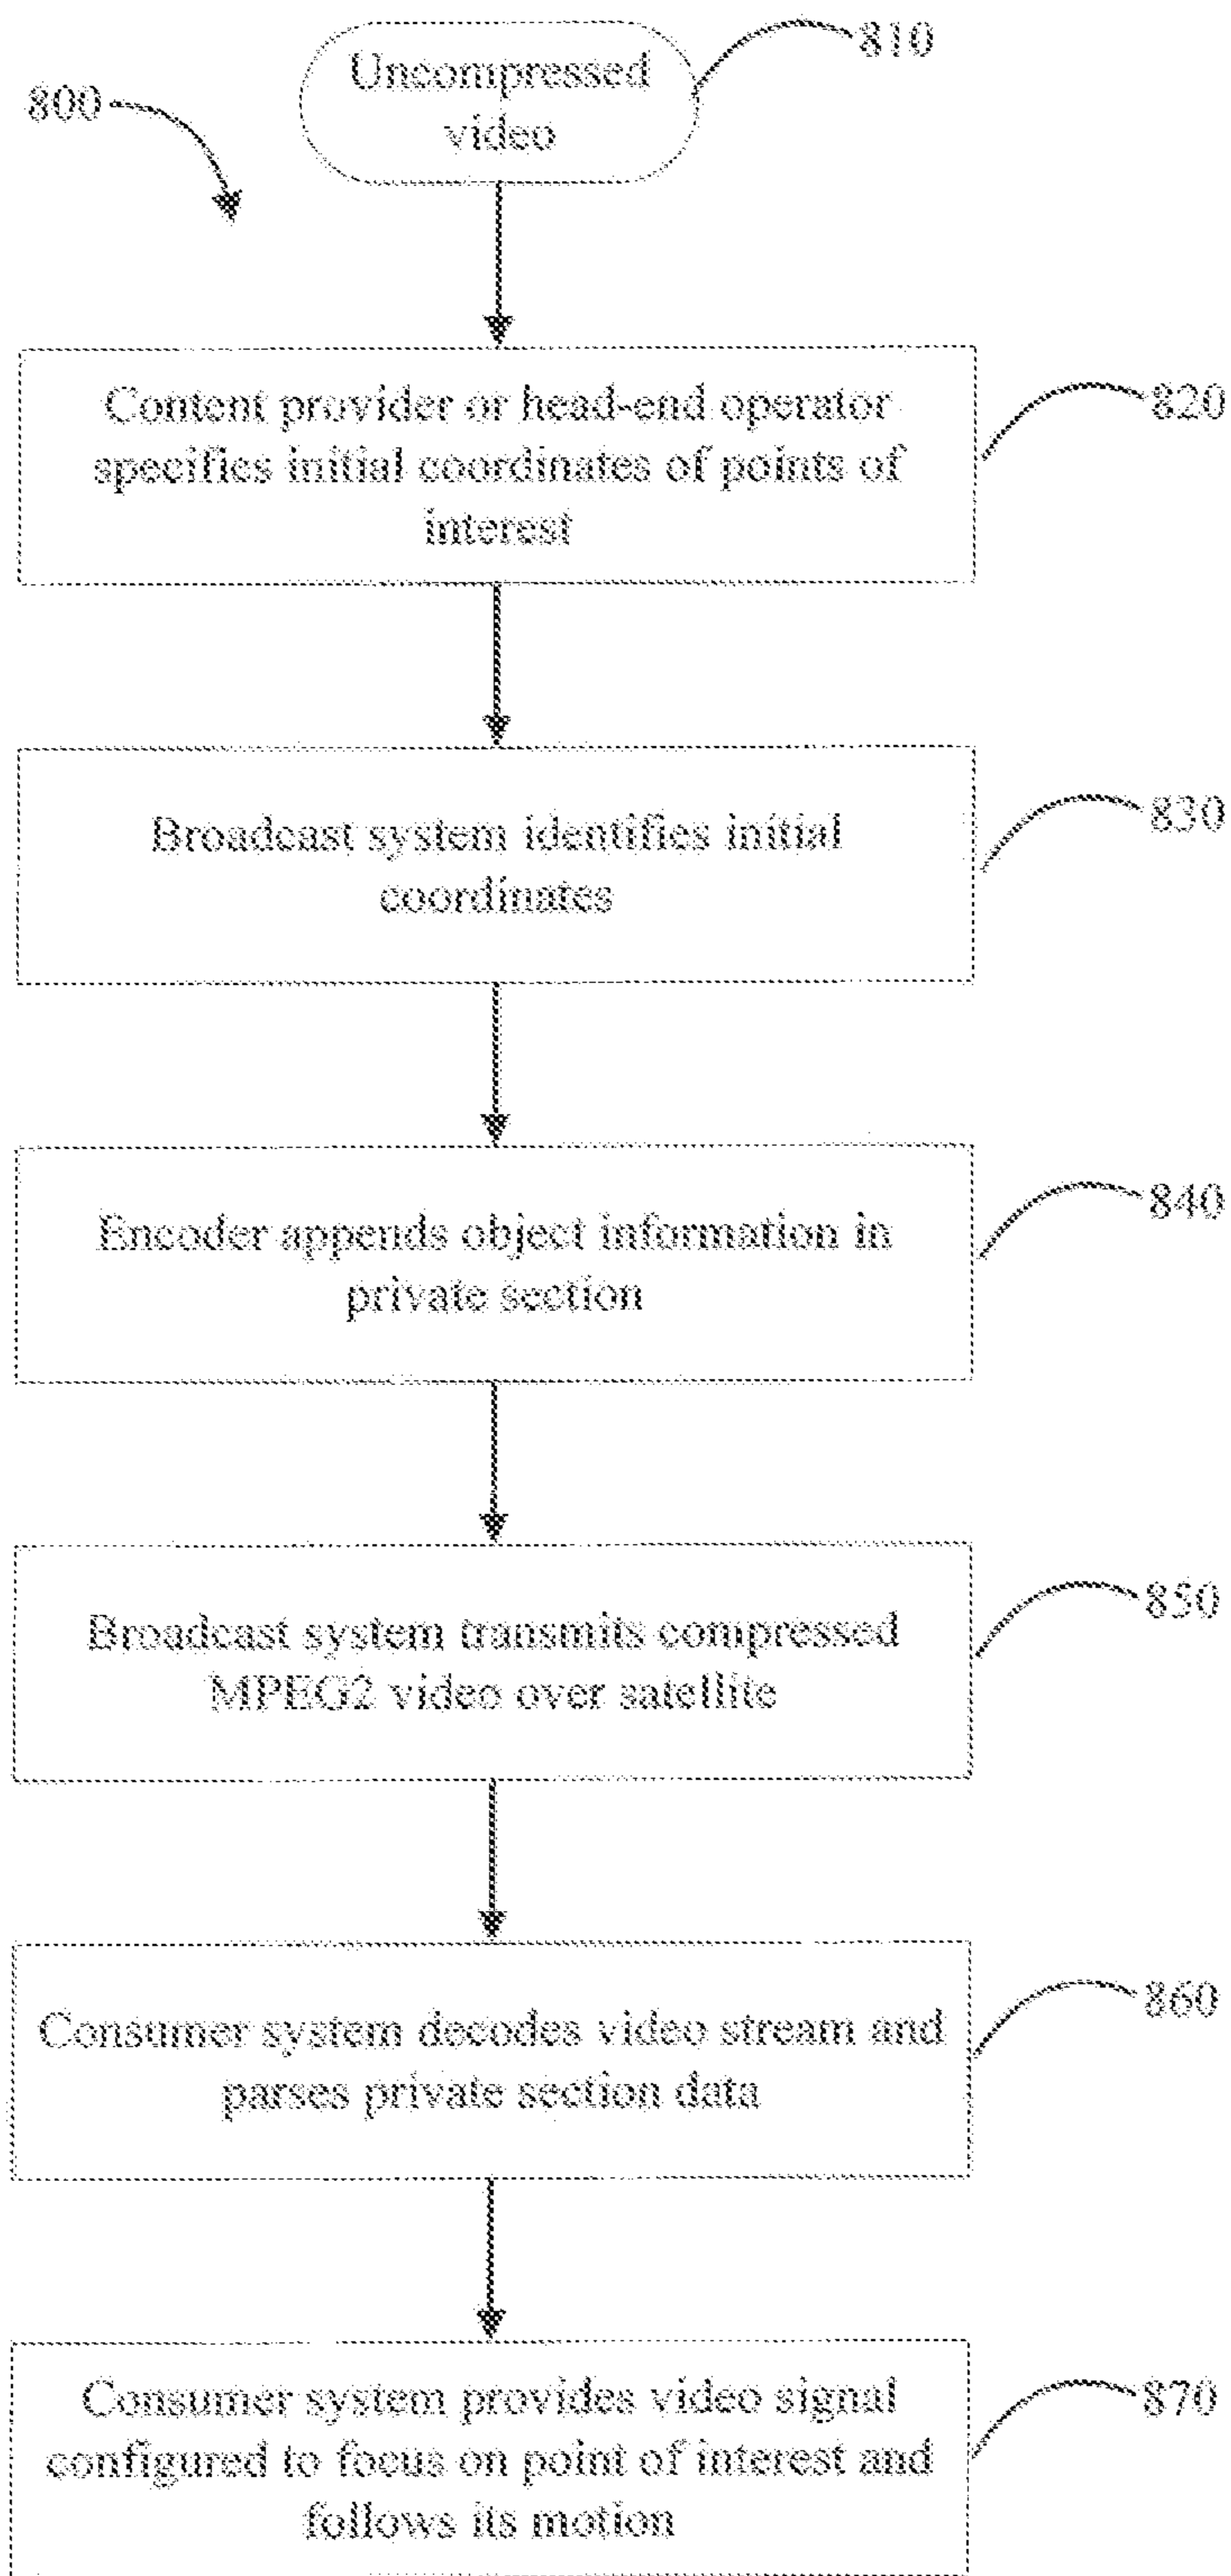 810
Uncompressed
video
800
Content provider or head-end operator
specifies initial coordinates of points of
interest
820
Broadcast system identifies initial
coordinates
830
Encoder appends object information in
private section
840
Broadcast system transmits compressed
MPEG2 video over satellite
850
Consumer system decodes video stream and
parses private section data
860
Consumer system provides video signal
configured to focus on point of interest and
follows its motion
870